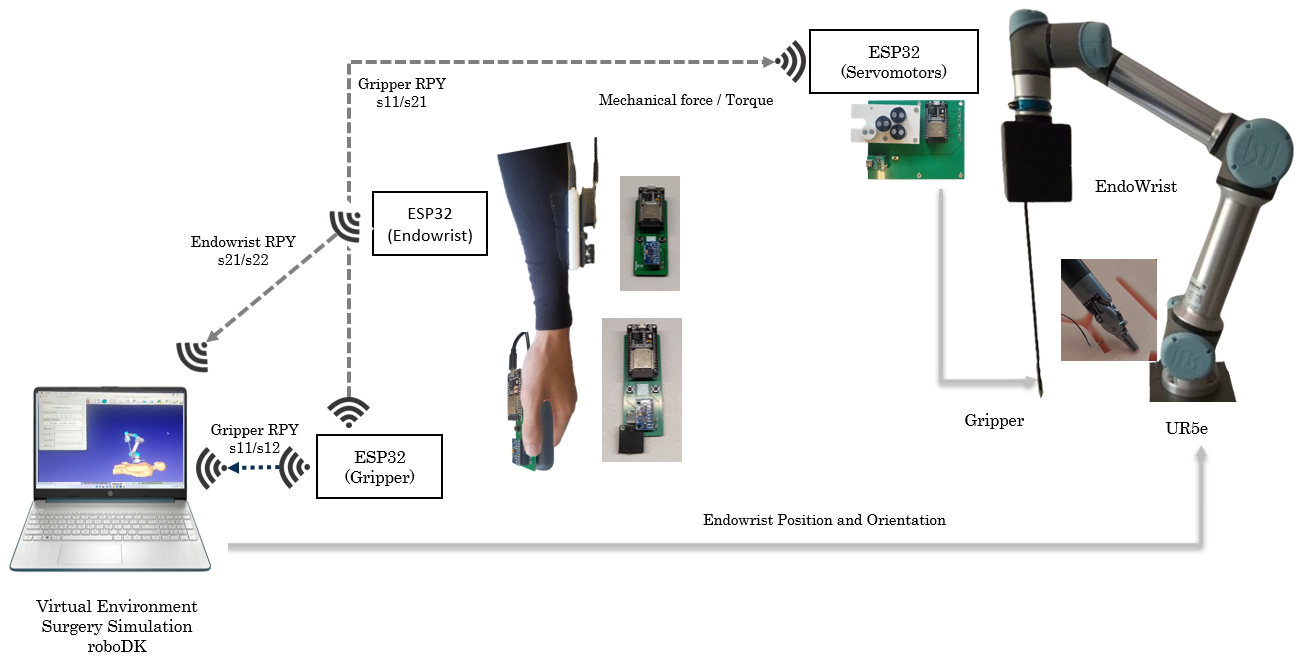 ESP32
(Servomotors)
Gripper RPY
s11/s21
Mechanical force / Torque
EndoWrist
ESP32
(Endowrist)
Endowrist RPY
s21/s22
Gripper
UR5e
Gripper RPY
s11/s12
ESP32
(Gripper)
Endowrist Position and Orientation
Virtual Environment
Surgery Simulation
roboDK